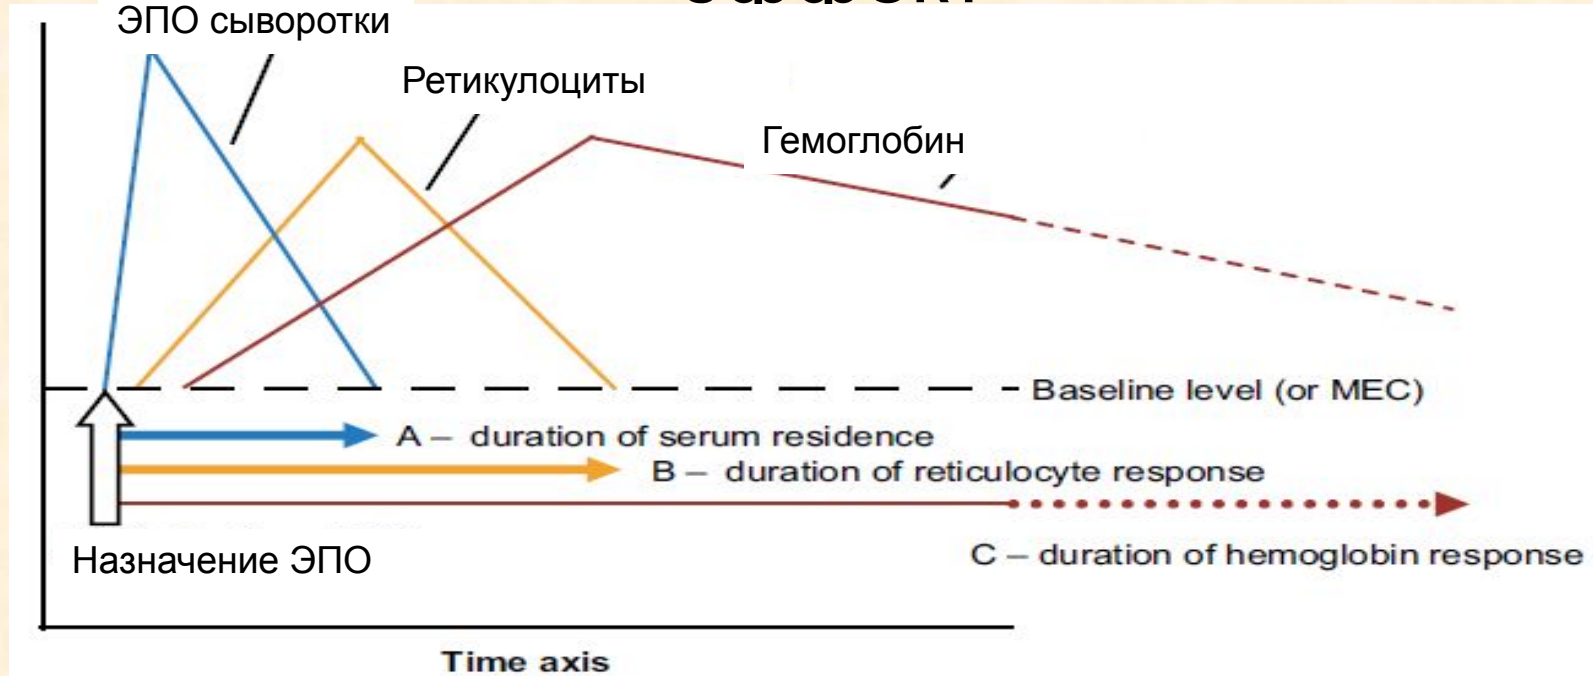 ЭПО сыворотки
Ретикулоциты
Гемоглобин
Baseline level (or MEC)
A – duration of serum residence
B – duration of reticulocyte response
Назначение ЭПО
C – duration of hemoglobin response
Time axis